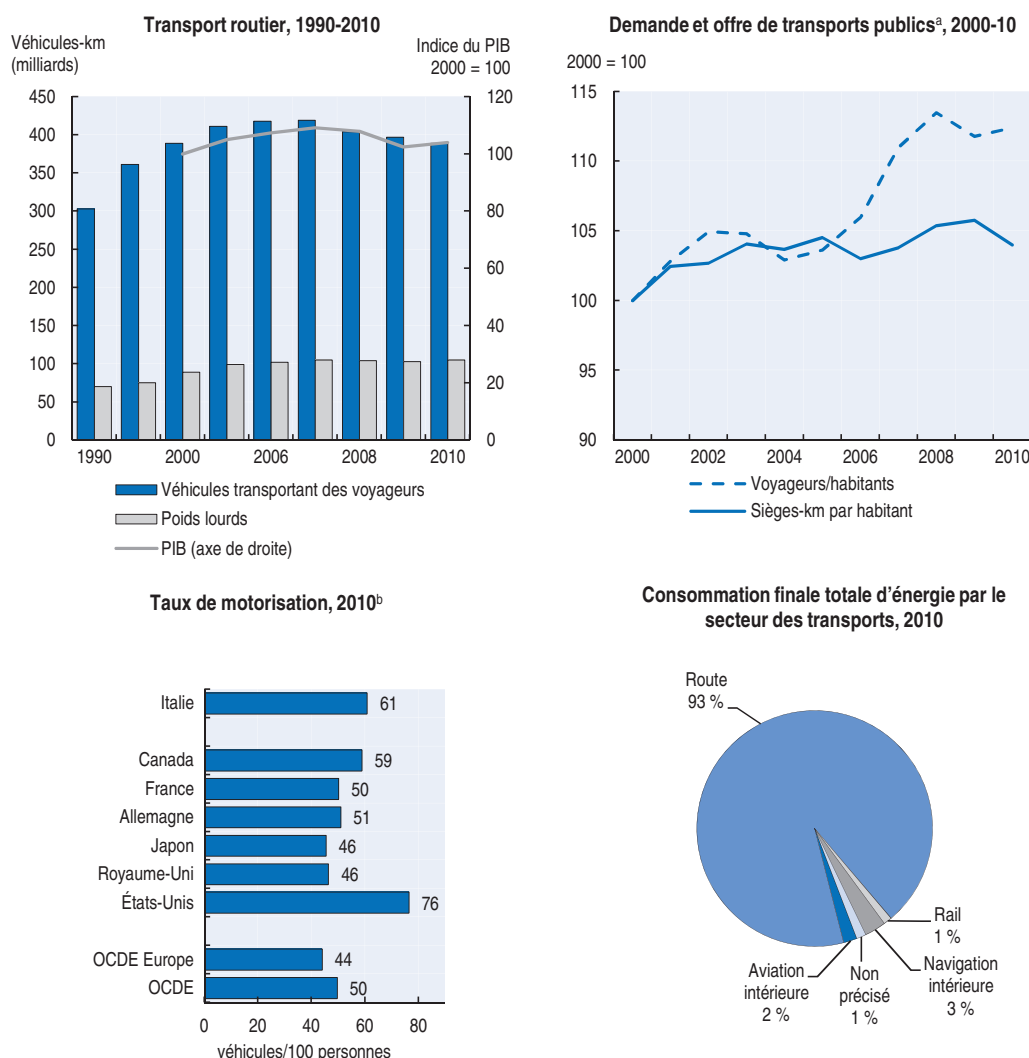 Transport routier, 1990-2010
Véhicules-km
(milliards)
Indice du PIB
2000 = 100
450
400
350
300
250
200
150
100
50
0
120
100
80
60
40
20
0
1990
2000
2006
2008
2010
Véhicules transportant des voyageurs
Poids lourds
PIB (axe de droite)
Demande et offre de transports publicsᵃ, 2000-10
2000 = 100
115
110
105
100
95
90
2000
2002
2004
2006
2008
2010
Voyageurs/habitants
Sièges-km par habitant
Taux de motorisation, 2010ᵇ
Italie
61
Canada
59
France
50
Allemagne
51
Japon
46
Royaume-Uni
46
États-Unis
76
OCDE Europe
44
OCDE
50
0
20
40
60
80
véhicules/100 personnes
Consommation finale totale d'énergie par le
secteur des transports, 2010
Route
93 %
Rail
1 %
Navigation
intérieure
3 %
Non
précisé
1 %
Aviation
intérieure
2 %